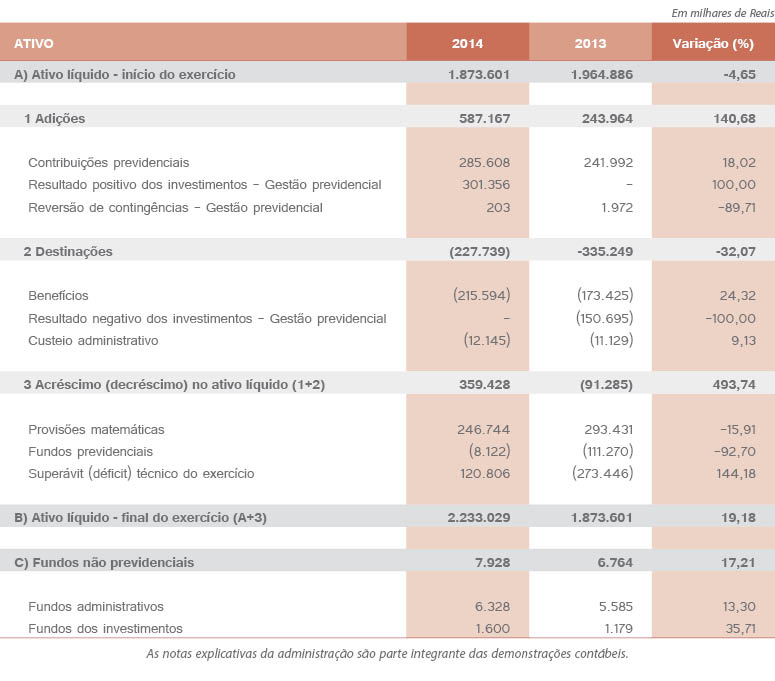 Em milhares de Reais
ATIVO 2014 2013 Variação (%)
A) Ativo líquido - início do exercício 1.873.601 1.964.886 -4,65
1 Adições 587.167 243.964 140,68
Contribuições previdenciais 285.608 241.992 18,02
Resultado positivo dos investimentos – Gestão previdencial 301.356 – 100,00
Reversão de contingências – Gestão previdencial 203 1.972 –89,71
2 Destinações (227.739) -335.249 -32,07
Benefícios (215.594) (173.425) 24,32
Resultado negativo dos investimentos – Gestão previdencial – (150.695) –100,00
Custeio administrativo (12.145) (11.129) 9,13
3 Acréscimo (decréscimo) no ativo líquido (1+2) 359.428 (91.285) 493,74
Provisões matemáticas 246.744 293.431 –15,91
Fundos previdenciais (8.122) (111.270) –92,70
Superávit (déficit) técnico do exercício 120.806 (273.446) 144,18
B) Ativo líquido - final do exercício (A+3) 2.233.029 1.873.601 19,18
C) Fundos não previdenciais 7.928 6.764 17,21
Fundos administrativos 6.328 5.585 13,30
Fundos dos investimentos 1.600 1.179 35,71
As notas explicativas da administração são parte integrante das demonstrações contábeis.